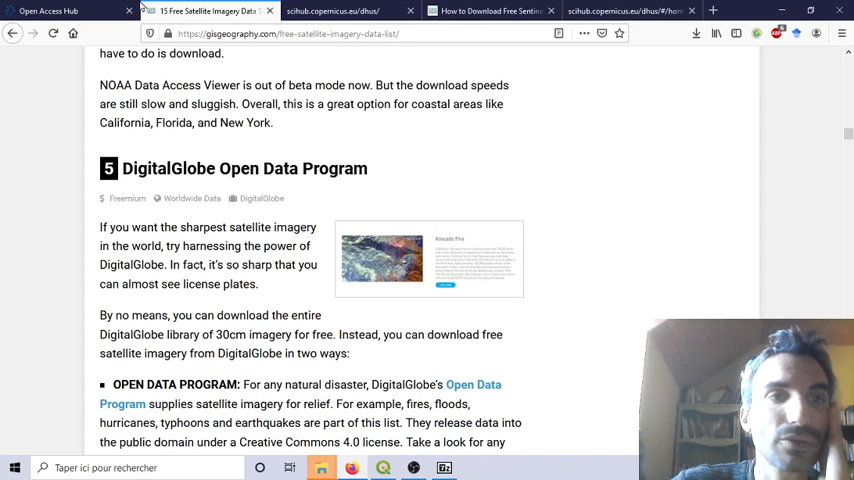 Open Access Hub
15 Free Satellite Imagery Data S
scihub.copernicus.eu/dhus/
How to Download Free Sentine
scihub.copernicus.eu/dhus/#/hom
https://gisgeography.com/free-satellite-imagery-data-list/
have to do is download.
NOAA Data Access Viewer is out of beta mode now. But the download speeds
are still slow and sluggish. Overall, this is a great option for coastal areas like
California, Florida, and New York.
5 DigitalGlobe Open Data Program
$ Freemium Worldwide Data DigitalGlobe
If you want the sharpest satellite imagery
in the world, try harnessing the power of
DigitalGlobe. In fact, it's so sharp that you
can almost see license plates.
Kincade Fire
By no means, you can download the entire
DigitalGlobe library of 30cm imagery for free. Instead, you can download free
satellite imagery from DigitalGlobe in two ways:
OPEN DATA PROGRAM: For any natural disaster, DigitalGlobe's Open Data
Program supplies satellite imagery for relief. For example, fires, floods,
hurricanes, typhoons and earthquakes are part of this list. They release data into
the public domain under a Creative Commons 4.0 license. Take a look for any
Taper ici pour rechercher